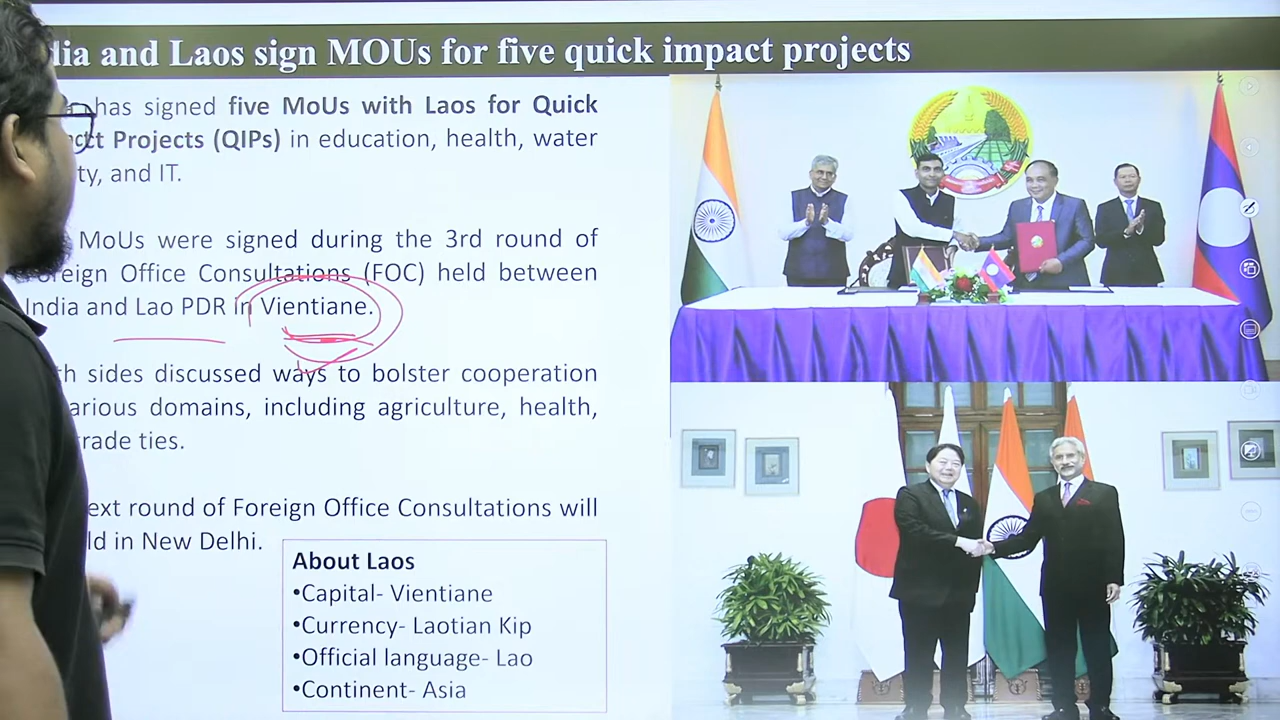 dia and Laos sign MOUs for five quick impact projects
has signed five MoUs with Laos for Quick
ct Projects (QIPs) in education, health, water
ty, and IT.
MoUs were signed during the 3rd round of
oreign Office Consultations (FOC) held between
India and Lao PDR in Vientiane.
th sides discussed ways to bolster cooperation
arious domains, including agriculture, health,
trade ties.
ext round of Foreign Office Consultations will
ld in New Delhi.
About Laos
•Capital- Vientiane
•Currency- Laotian Kip
•Official language- Lao
•Continent- Asia